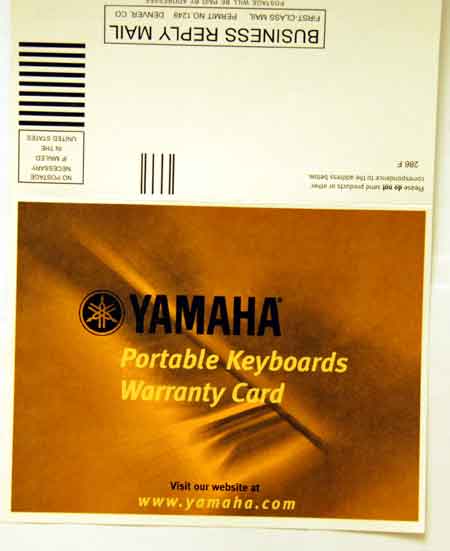 Please do not send products or other
correspondence to the address below.
286 F
NO POSTAGE
NECESSARY
IF MAILED
IN THE
UNITED STATES
BUSINESS REPLY MAIL
FIRST-CLASS MAIL PERMIT NO.1249 DENVER, CO
POSTAGE WILL BE PAID BY ADDRESSEE
YAMAHA
Portable Keyboards
Warranty Card
Visit our website at
www.yamaha.com